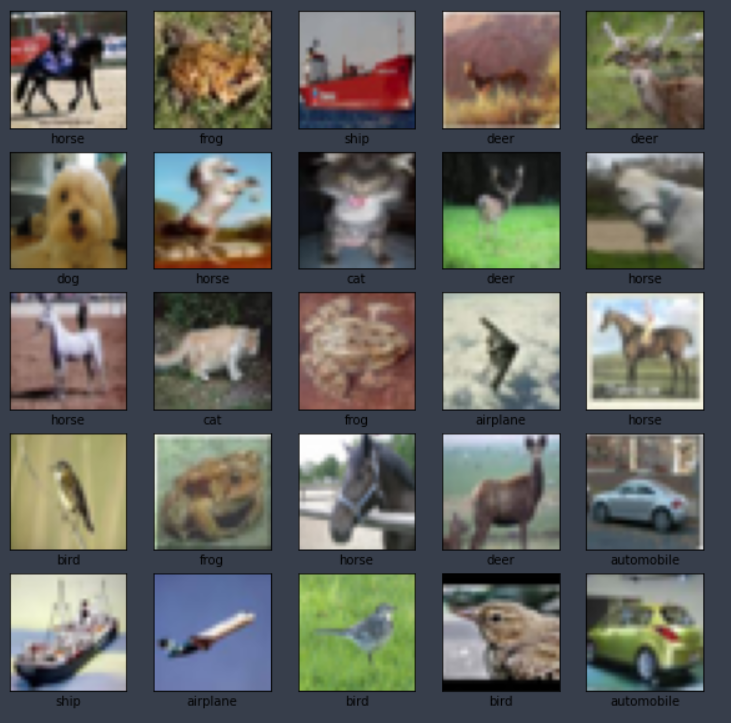 horse frog ship deer deer
dog horse cat deer horse
horse cat frog airplane horse
bird frog horse deer automobile
ship airplane bird bird automobile